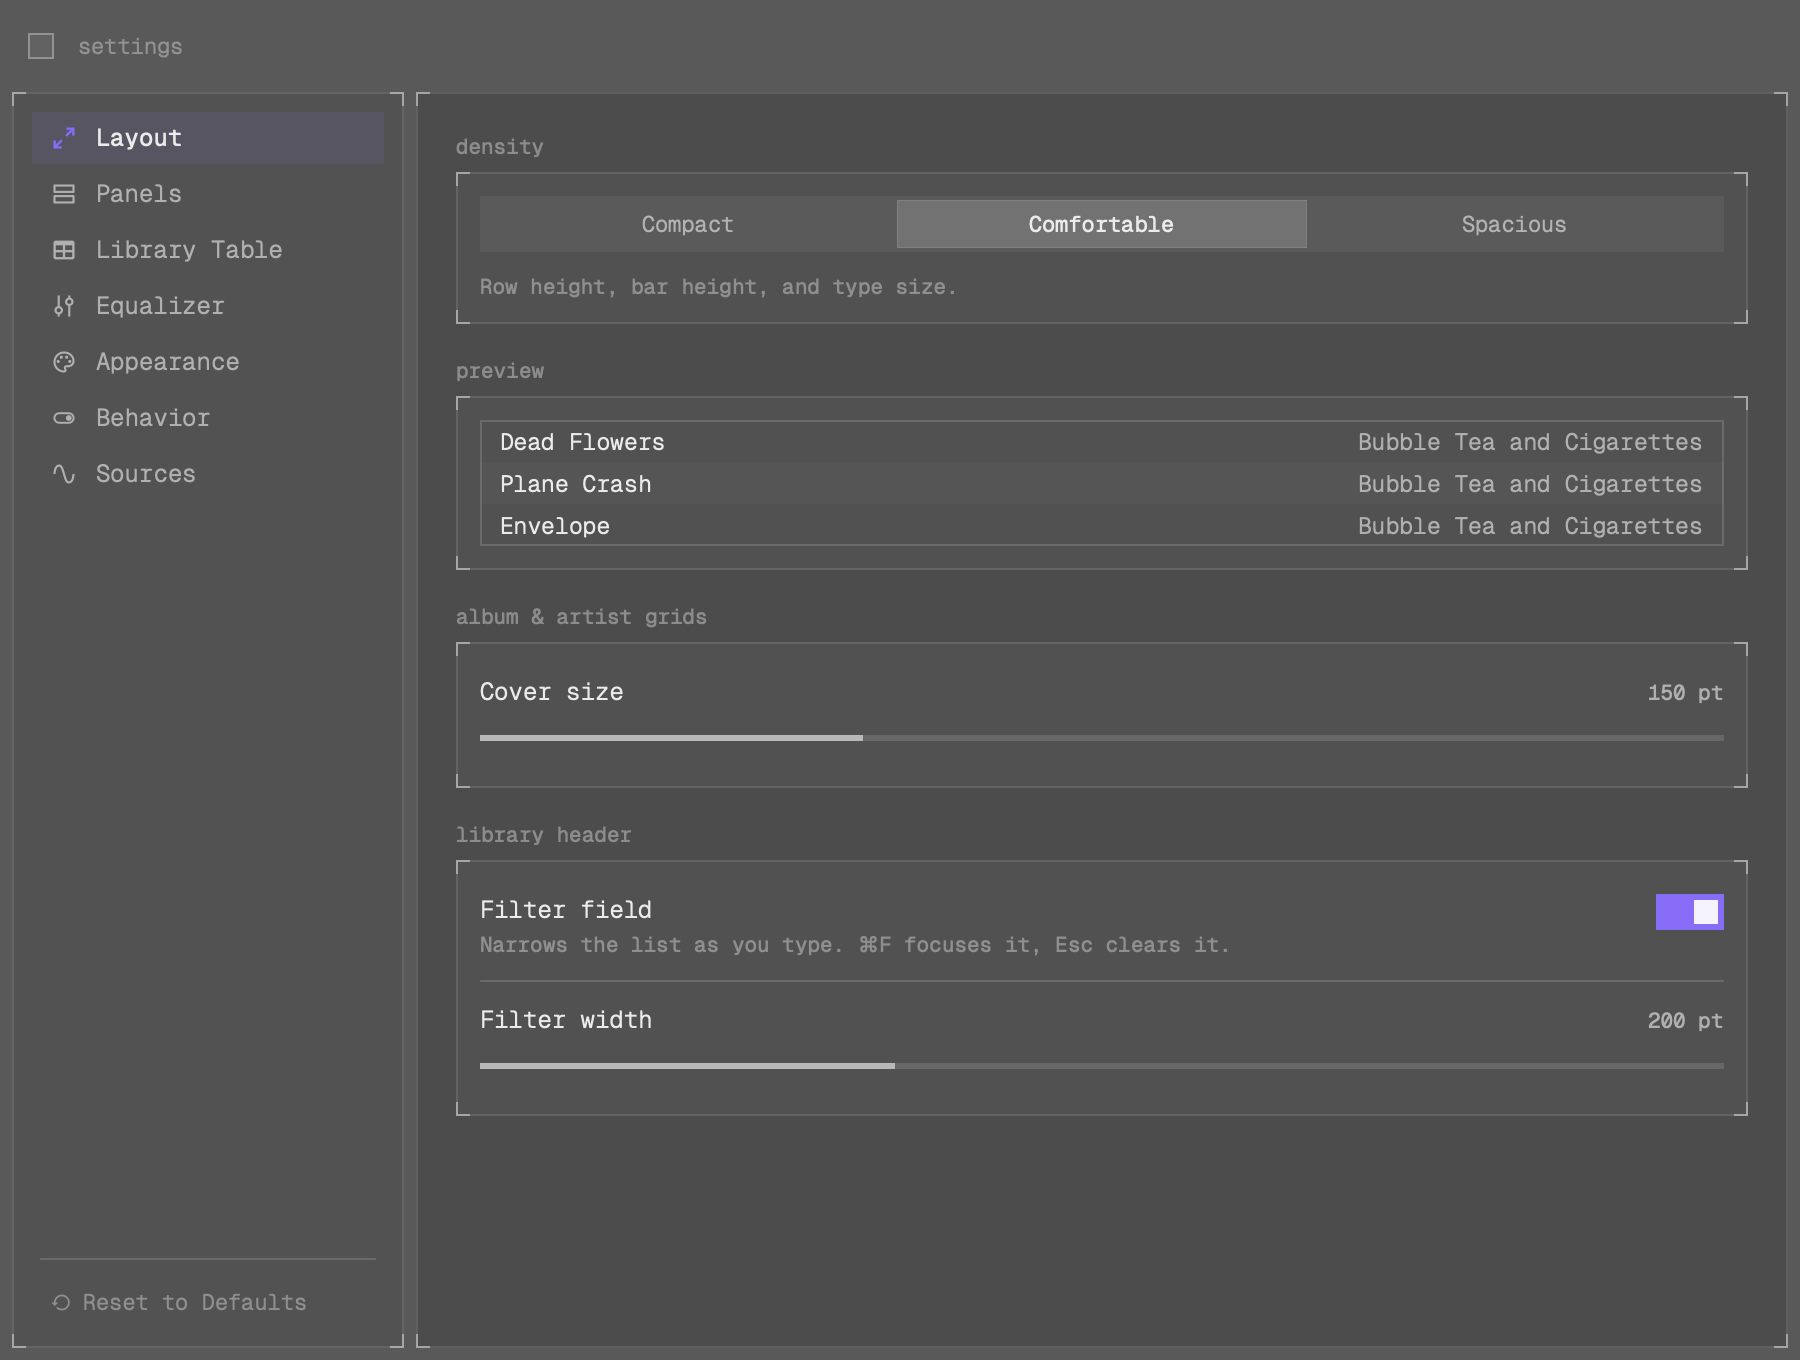 settings
Layout
Panels
Library Table
Equalizer
Appearance
Behavior
Sources
Reset to Defaults
density
Compact Comfortable Spacious
Row height, bar height, and type size.
preview
Dead Flowers Bubble Tea and Cigarettes
Plane Crash Bubble Tea and Cigarettes
Envelope Bubble Tea and Cigarettes
album & artist grids
Cover size 150 pt
library header
Filter field
Narrows the list as you type. ⌘F focuses it, Esc clears it.
Filter width 200 pt